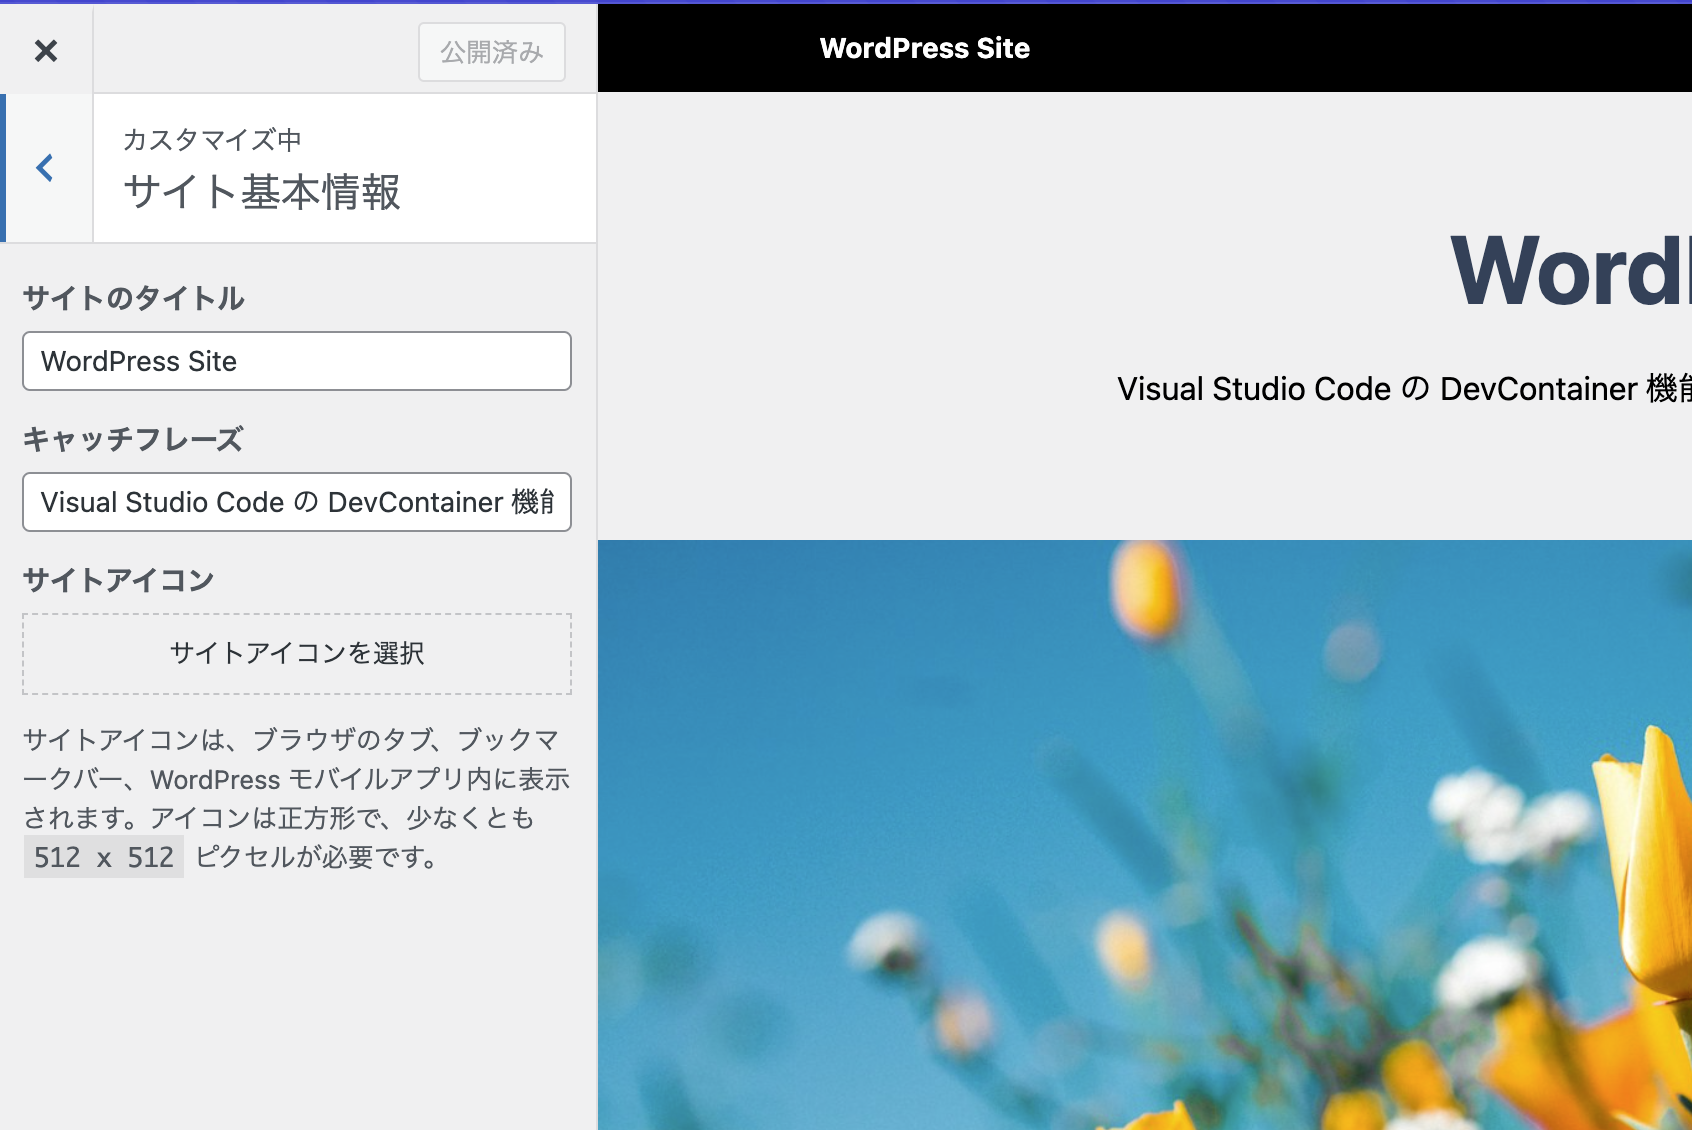 公開済み
カスタマイズ中
サイト基本情報
サイトのタイトル
WordPress Site
キャッチフレーズ
Visual Studio Code の DevContainer 機
サイトアイコン
サイトアイコンを選択
サイトアイコンは、ブラウザのタブ、ブックマ
ークバー、WordPress モバイルアプリ内に表示
されます。アイコンは正方形で、少なくとも
512 x 512 ピクセルが必要です。
WordPress Site
Word
Visual Studio Code の DevContainer 機